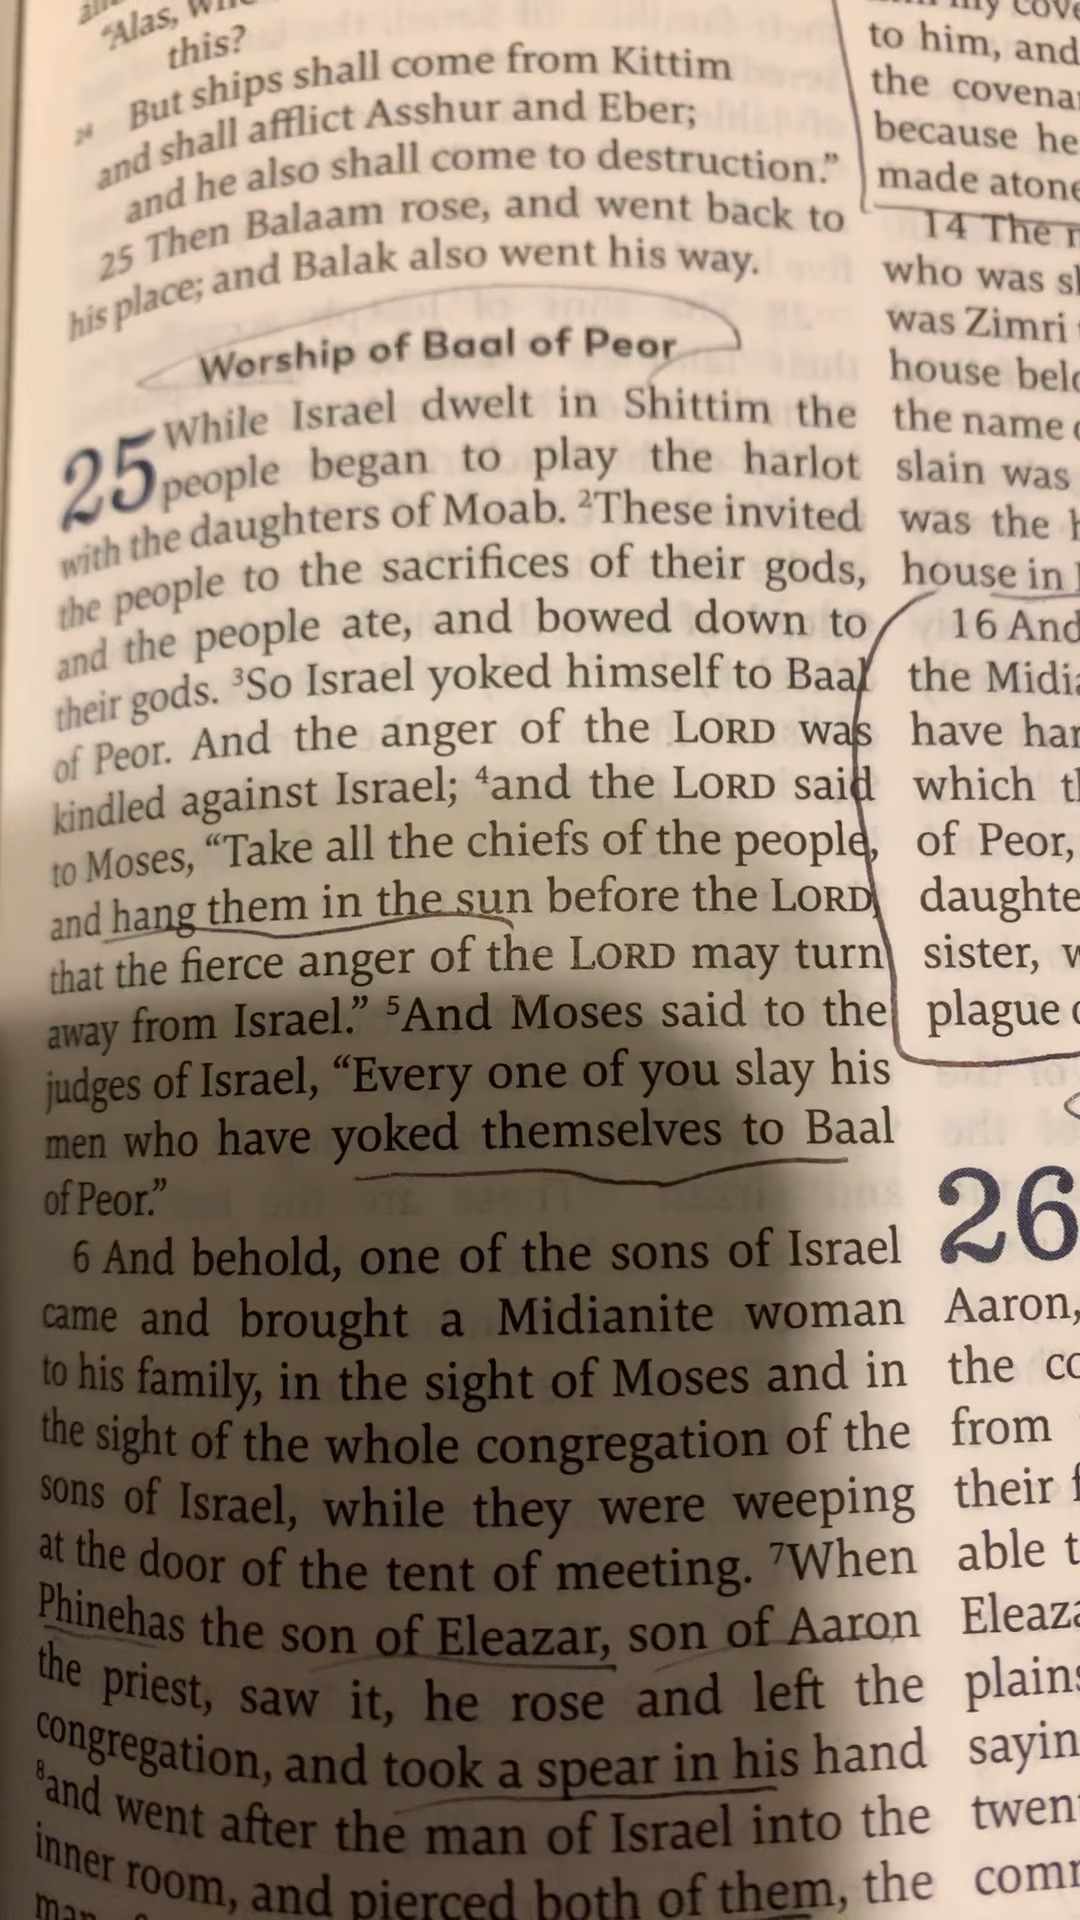 "Alas,
this?
24 But ships shall come from Kittim
and shall afflict Asshur and Eber;
and he also shall come to destruction."
25 Then Balaam rose, and went back to
his place; and Balak also went his way.
Worship of Baal of Peor
25 While Israel dwelt in Shittim the
people began to play the harlot
with the daughters of Moab. 2These invited
the people to the sacrifices of their gods,
and the people ate, and bowed down to
their gods. 3So Israel yoked himself to Baal
of Peor. And the anger of the LORD was
kindled against Israel; 4and the LORD said
to Moses, "Take all the chiefs of the people,
and hang them in the sun before the LORD,
that the fierce anger of the LORD may turn
away from Israel." 5And Moses said to the
judges of Israel, "Every one of you slay his
men who have yoked themselves to Baal
of Peor."
6 And behold, one of the sons of Israel
came and brought a Midianite woman
to his family, in the sight of Moses and in
the sight of the whole congregation of the
sons of Israel, while they were weeping
at the door of the tent of meeting. 7When
Phinehas the son of Eleazar, son of Aaron
the priest, saw it, he rose and left the
congregation, and took a spear in his hand
8and went after the man of Israel into the
inner room, and pierced both of them, the
to him, and
the
because he
made
14 The
who was
was Zimri
house
the name
slain was
was the
house in
16 And
the
have
which
of Peor,
sister,
plague
26
Aaron,
the
from
their
able
sayin